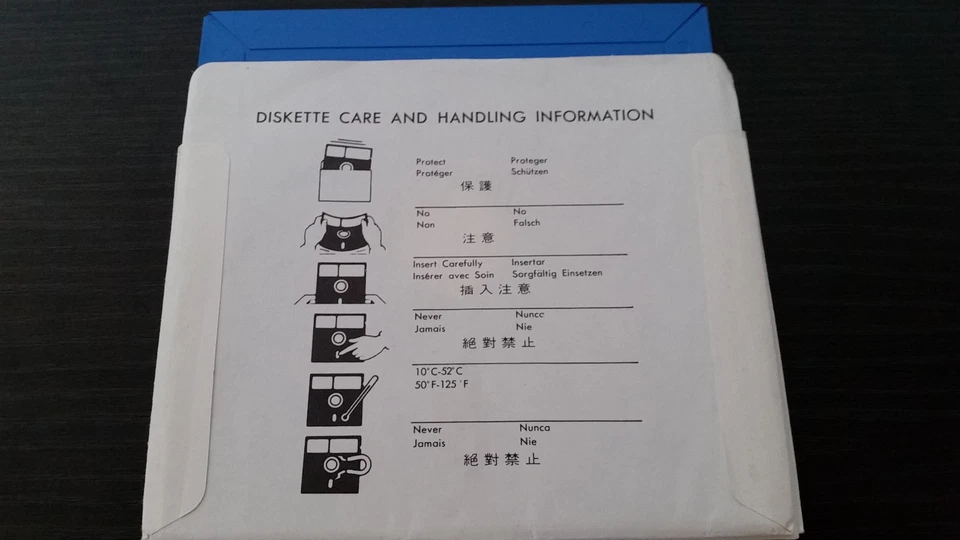 DISKETTE CARE AND HANDLING INFORMATION
Protect Proteger
Protéger Schützen
保護
No No
Non Falsch
注意
Insert Carefully Insertar
Insérer avec Soin Sorgfältig Einsetzen
插入注意
Never Nunca
Jamais Nie
絕對禁止
10°C-52°C
50°F-125°F
Never Nunca
Jamais Nie
絕對禁止